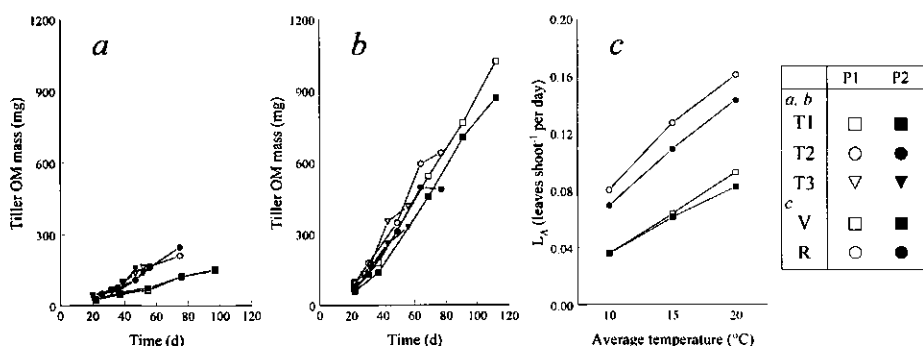 a
Tiller OM mass (mg)
1200
900
600
300
0
0 20 40 60 80 100 120
Time (d)
b
Tiller OM mass (mg)
1200
900
600
300
0
0 20 40 60 80 100 120
Time (d)
c
L_A (leaves shoot⁻¹ per day)
0.20
0.16
0.12
0.08
0.04
0.00
10 15 20
Average temperature (°C)
P1 P2
a, b
T1
T2
T3
c
V
R